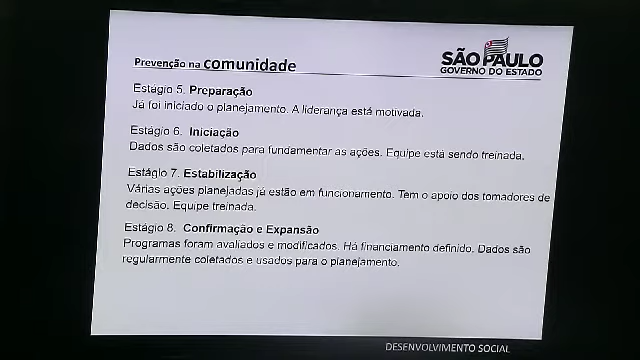 Prevenção na comunidade
SÃO PAULO
GOVERNO DO ESTADO
Estágio 5. Preparação
Já foi iniciado o planejamento. A liderança está motivada.
Estágio 6. Iniciação
Dados são coletados para fundamentar as ações. Equipe está sendo treinada.
Estágio 7. Estabilização
Várias ações planejadas já estão em funcionamento. Tem o apoio dos tomadores de
decisão. Equipe treinada.
Estágio 8. Confirmação e Expansão
Programas foram avaliados e modificados. Há financiamento definido. Dados são
regularmente coletados e usados para o planejamento.
DESENVOLVIMENTO SOCIAL